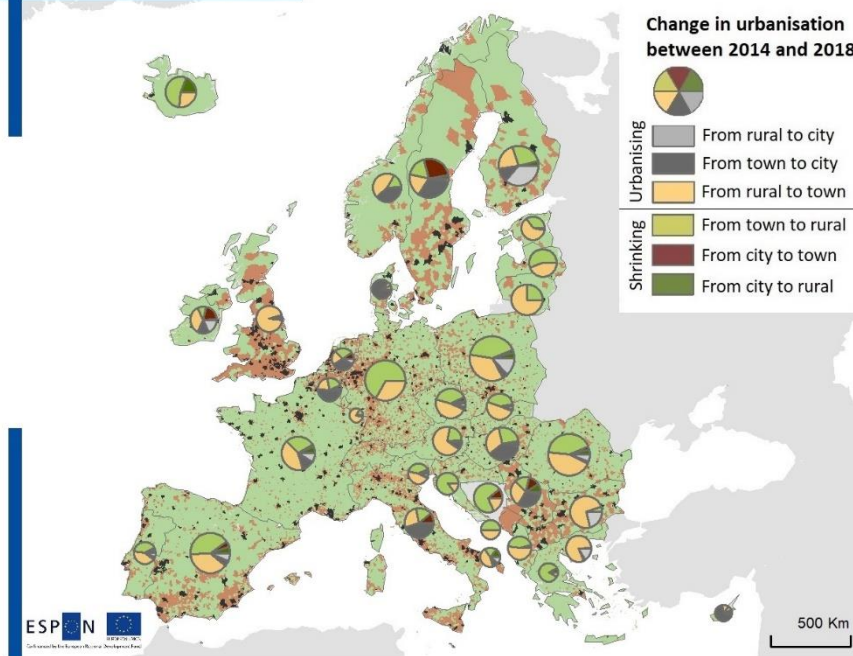 Change in urbanisation
between 2014 and 2018
Urbanising
From rural to city
From town to city
From rural to town
Shrinking
From town to rural
From city to town
From city to rural
ESPON
500 Km